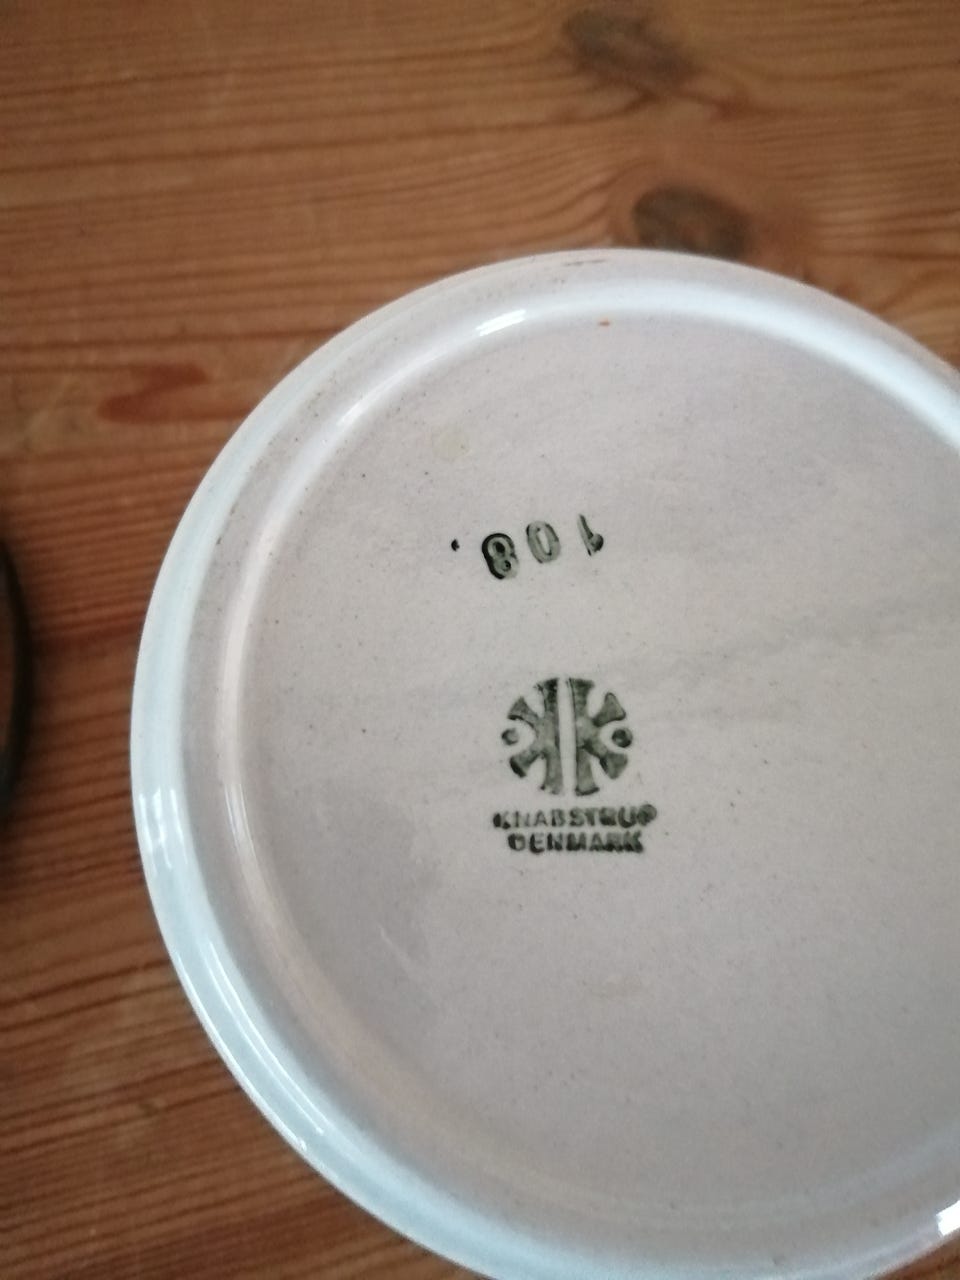 108
KNABSTRUP
DENMARK